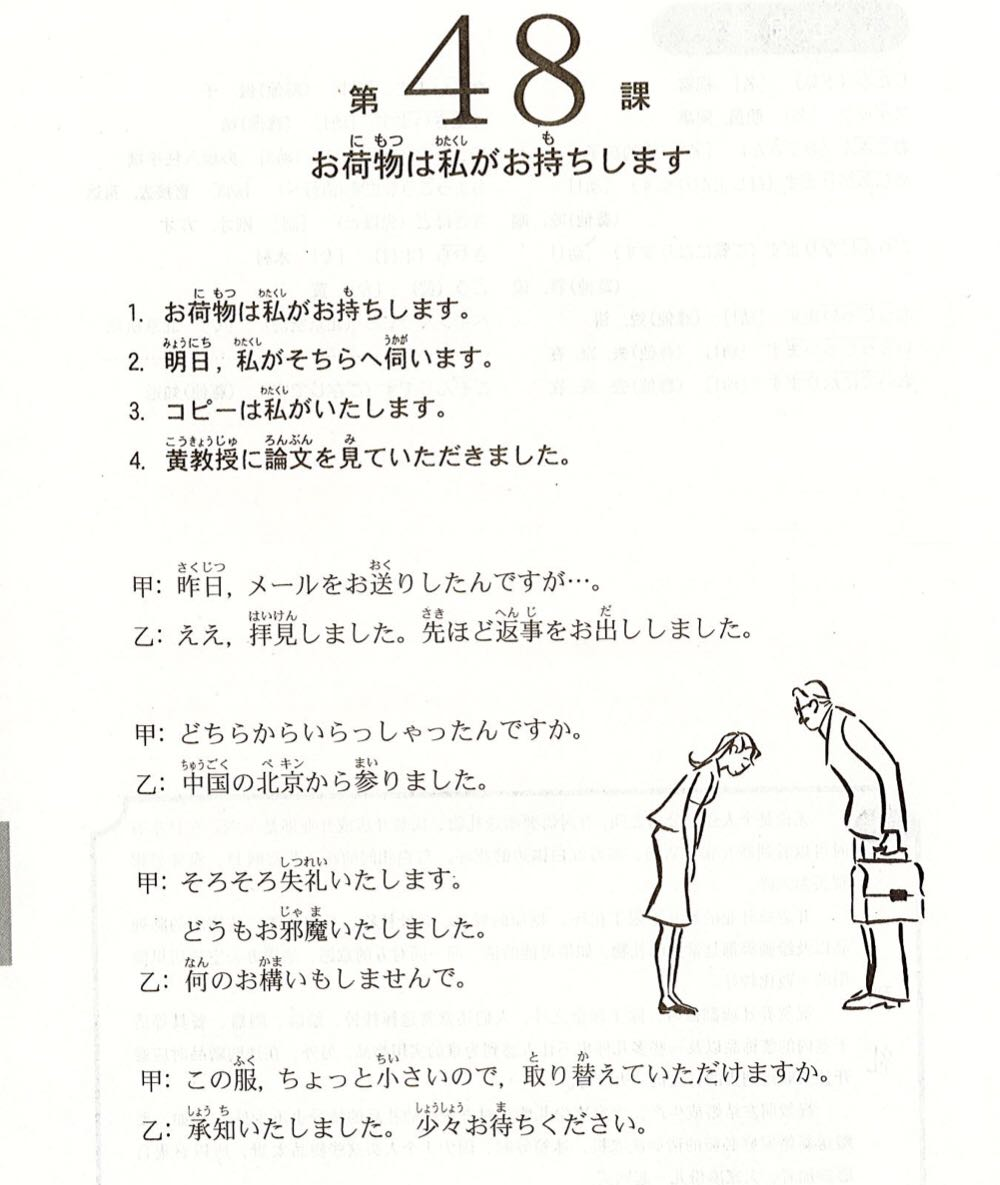 第48課
お荷物は私がお持ちします
1. お荷物は私がお持ちします。
2. 明日，私がそちらへ伺います。
3. コピーは私がいたします。
4. 黄教授に論文を見ていただきました。
甲：昨日，メールをお送りしたんですが…。
乙：ええ，拝見しました。先ほど返事をお出ししました。
甲：どちらからいらっしゃったんですか。
乙：中国の北京から参りました。
甲：そろそろ失礼いたします。
どうもお邪魔いたしました。
乙：何のお構いもしませんで。
甲：この服，ちょっと小さいので，取り替えていただけますか。
乙：承知いたしました。少々お待ちください。